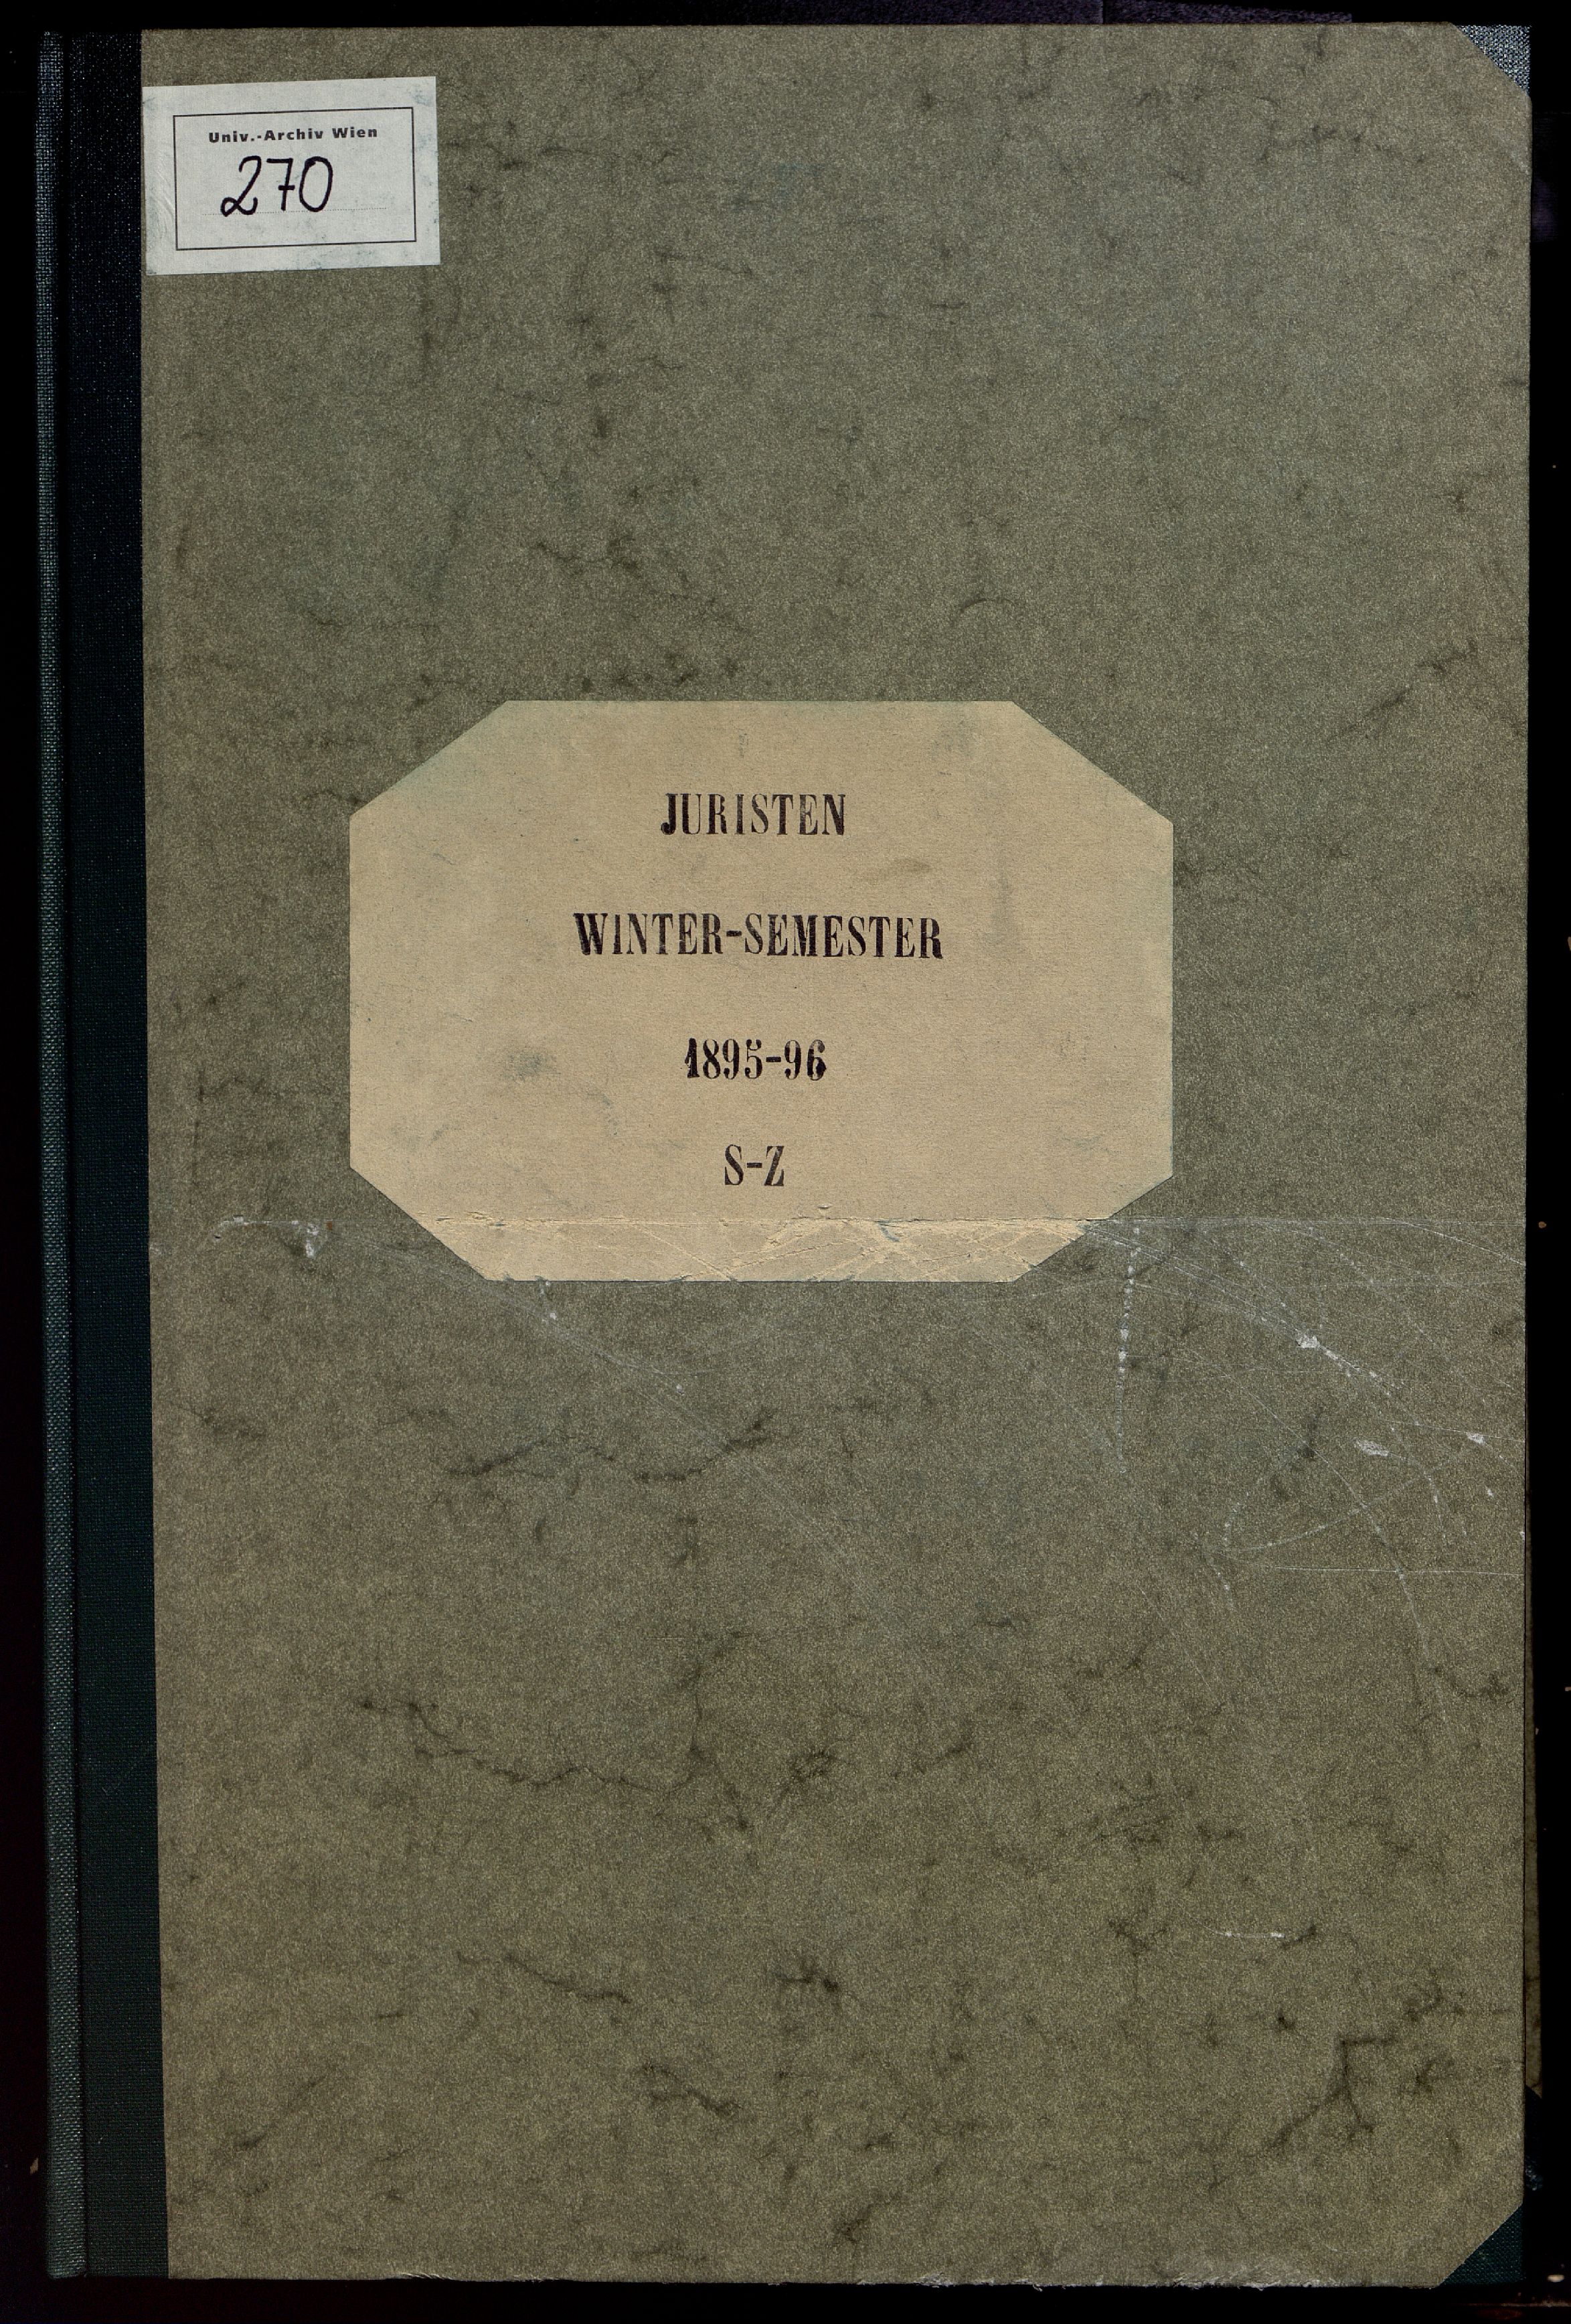 Univ.-Archiv Wien
270
JURISTEN
WINTER-SEMESTER
1895-96
S-Z